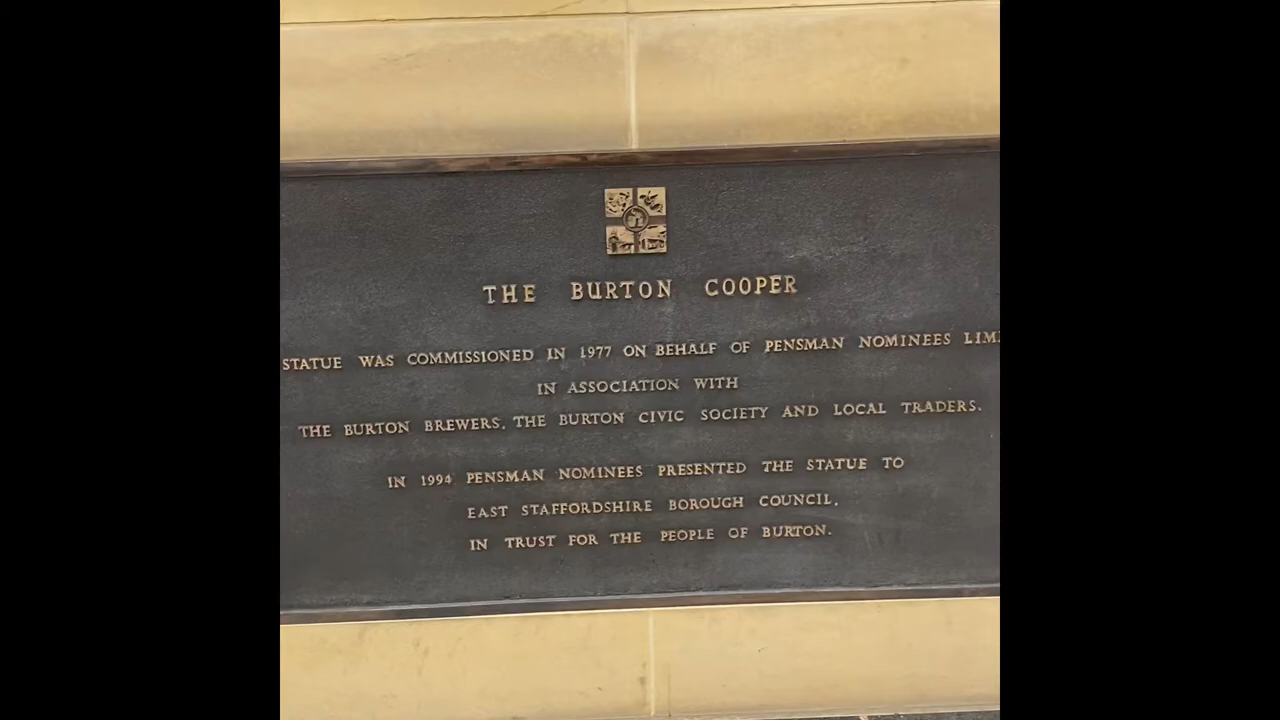 THE BURTON COOPER
STATUE WAS COMMISSIONED IN 1977 ON BEHALF OF PENSMAN NOMINEES LIM
IN ASSOCIATION WITH
THE BURTON BREWERS, THE BURTON CIVIC SOCIETY AND LOCAL TRADERS.
IN 1994 PENSMAN NOMINEES PRESENTED THE STATUE TO
EAST STAFFORDSHIRE BOROUGH COUNCIL,
IN TRUST FOR THE PEOPLE OF BURTON.